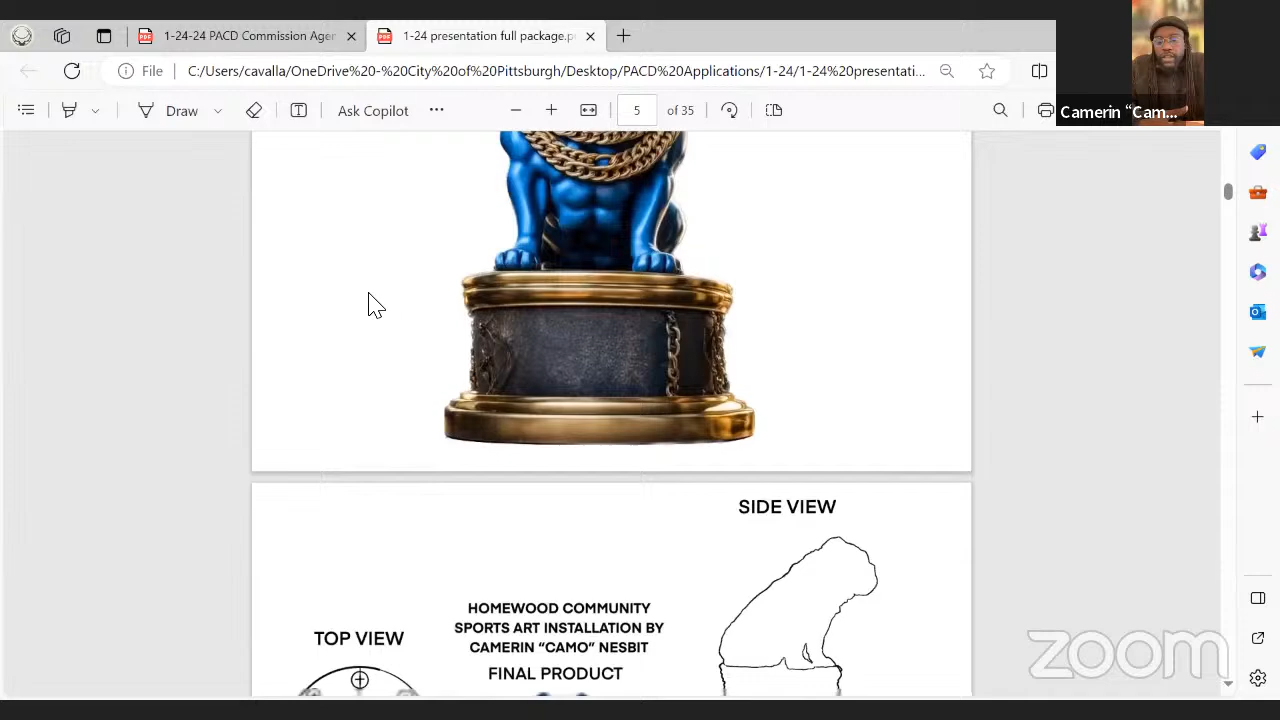 1-24-24 PACD Commission Ager
1-24 presentation full package.p
File
C:/Users/cavalla/OneDrive%20-%20City%20of%20Pittsburgh/Desktop/PACD%20Applications/1-24/1-24%20presentati...
Draw
Ask Copilot
5 of 35
Camerin “Cam...
SIDE VIEW
HOMEWOOD COMMUNITY
SPORTS ART INSTALLATION BY
CAMERIN “CAMO” NESBIT
TOP VIEW
FINAL PRODUCT
zoom